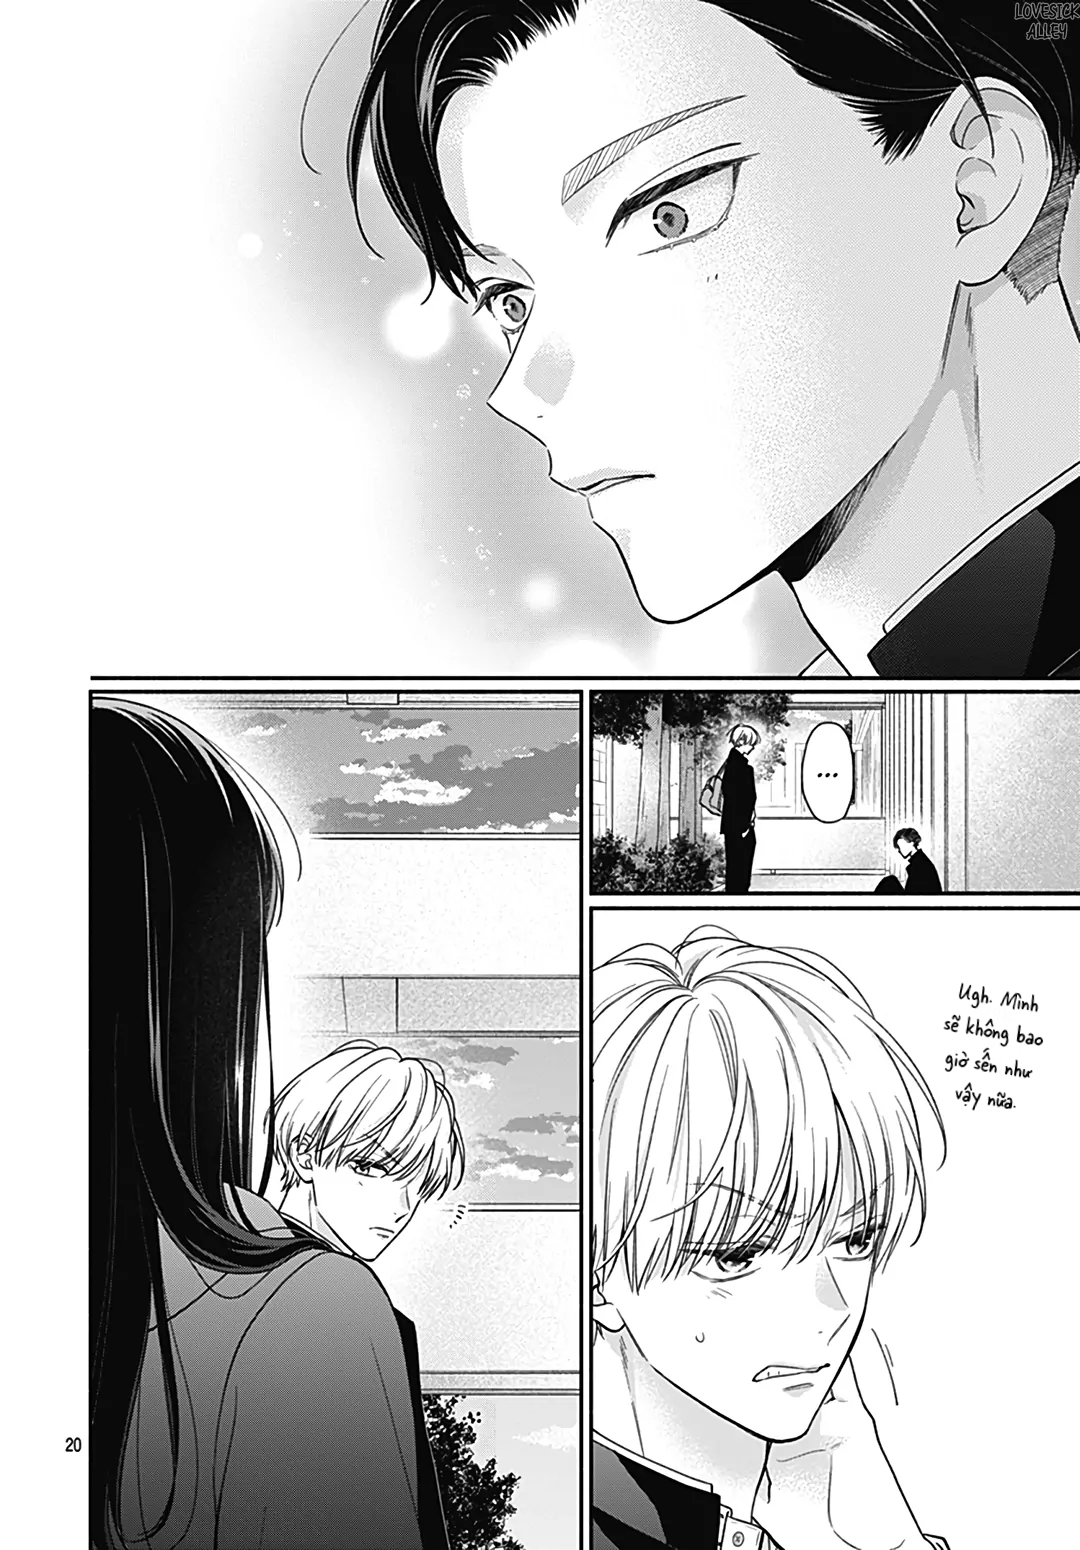 LOVESICK
ALLEY
...
Ugh. Mình
sẽ không bao
giờ sến như
vậy nữa.
20